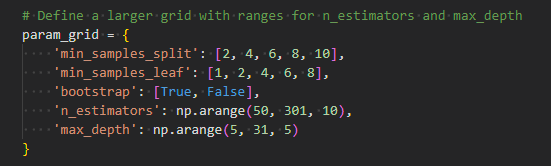 # Define a larger grid with ranges for n_estimators and max_depth
param_grid = {
    'min_samples_split': [2, 4, 6, 8, 10],
    'min_samples_leaf': [1, 2, 4, 6, 8],
    'bootstrap': [True, False],
    'n_estimators': np.arange(50, 301, 10),
    'max_depth': np.arange(5, 31, 5)
}